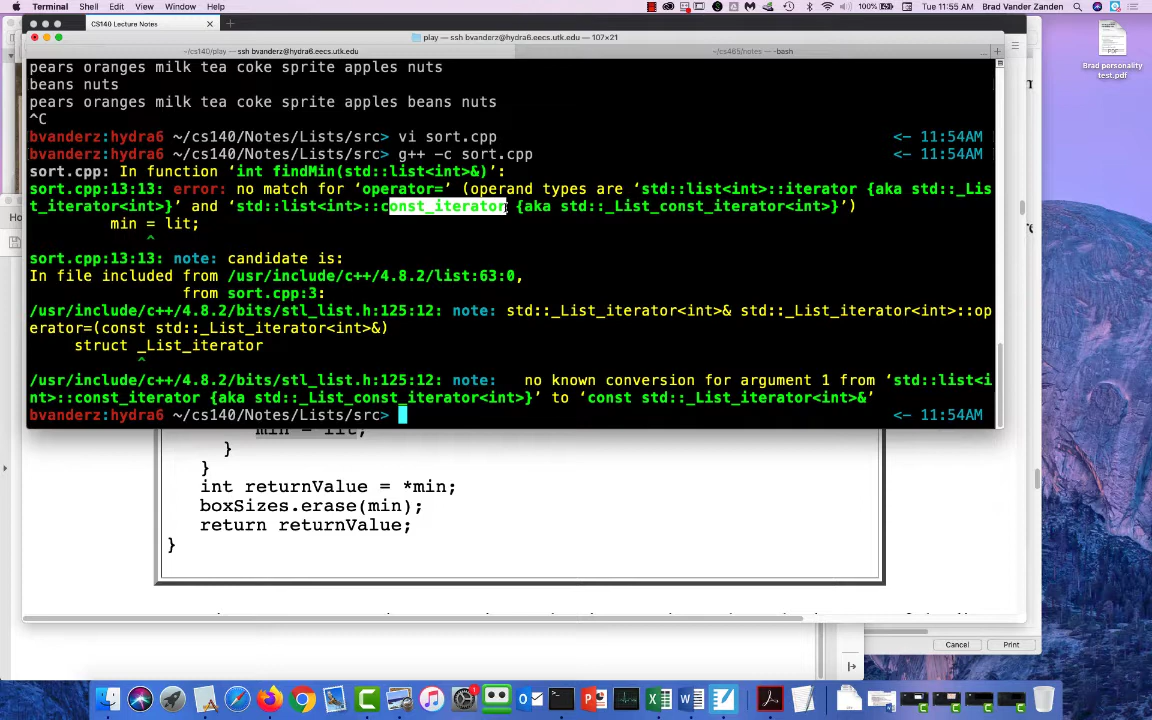 Terminal Shell Edit View Window Help
100% Tue 11:55 AM Brad Vander Zanden
CS140 Lecture Notes
play — ssh bvanderz@hydra6.eecs.utk.edu — 107×21
~/cs140/play — ssh bvanderz@hydra6.eecs.utk.edu
~/cs465/notes — -bash
Brad personality
test.pdf
pears oranges milk tea coke sprite apples nuts
beans nuts
pears oranges milk tea coke sprite apples beans nuts
^C
bvanderz:hydra6 ~/cs140/Notes/Lists/src> vi sort.cpp <- 11:54AM
bvanderz:hydra6 ~/cs140/Notes/Lists/src> g++ -c sort.cpp <- 11:54AM
sort.cpp: In function ‘int findMin(std::list<int>&)’:
sort.cpp:13:13: error: no match for ‘operator=’ (operand types are ‘std::list<int>::iterator {aka std::_Lis
t_iterator<int>}’ and ‘std::list<int>::const_iterator {aka std::_List_const_iterator<int>}’)
min = lit;
^
sort.cpp:13:13: note: candidate is:
In file included from /usr/include/c++/4.8.2/list:63:0,
from sort.cpp:3:
/usr/include/c++/4.8.2/bits/stl_list.h:125:12: note: std::_List_iterator<int>& std::_List_iterator<int>::op
erator=(const std::_List_iterator<int>&)
struct _List_iterator
^
/usr/include/c++/4.8.2/bits/stl_list.h:125:12: note: no known conversion for argument 1 from ‘std::list<i
nt>::const_iterator {aka std::_List_const_iterator<int>}’ to ‘const std::_List_iterator<int>&’
bvanderz:hydra6 ~/cs140/Notes/Lists/src> <- 11:54AM
min = lit;
}
}
int returnValue = *min;
boxSizes.erase(min);
return returnValue;
}
Ho
Cancel
Print